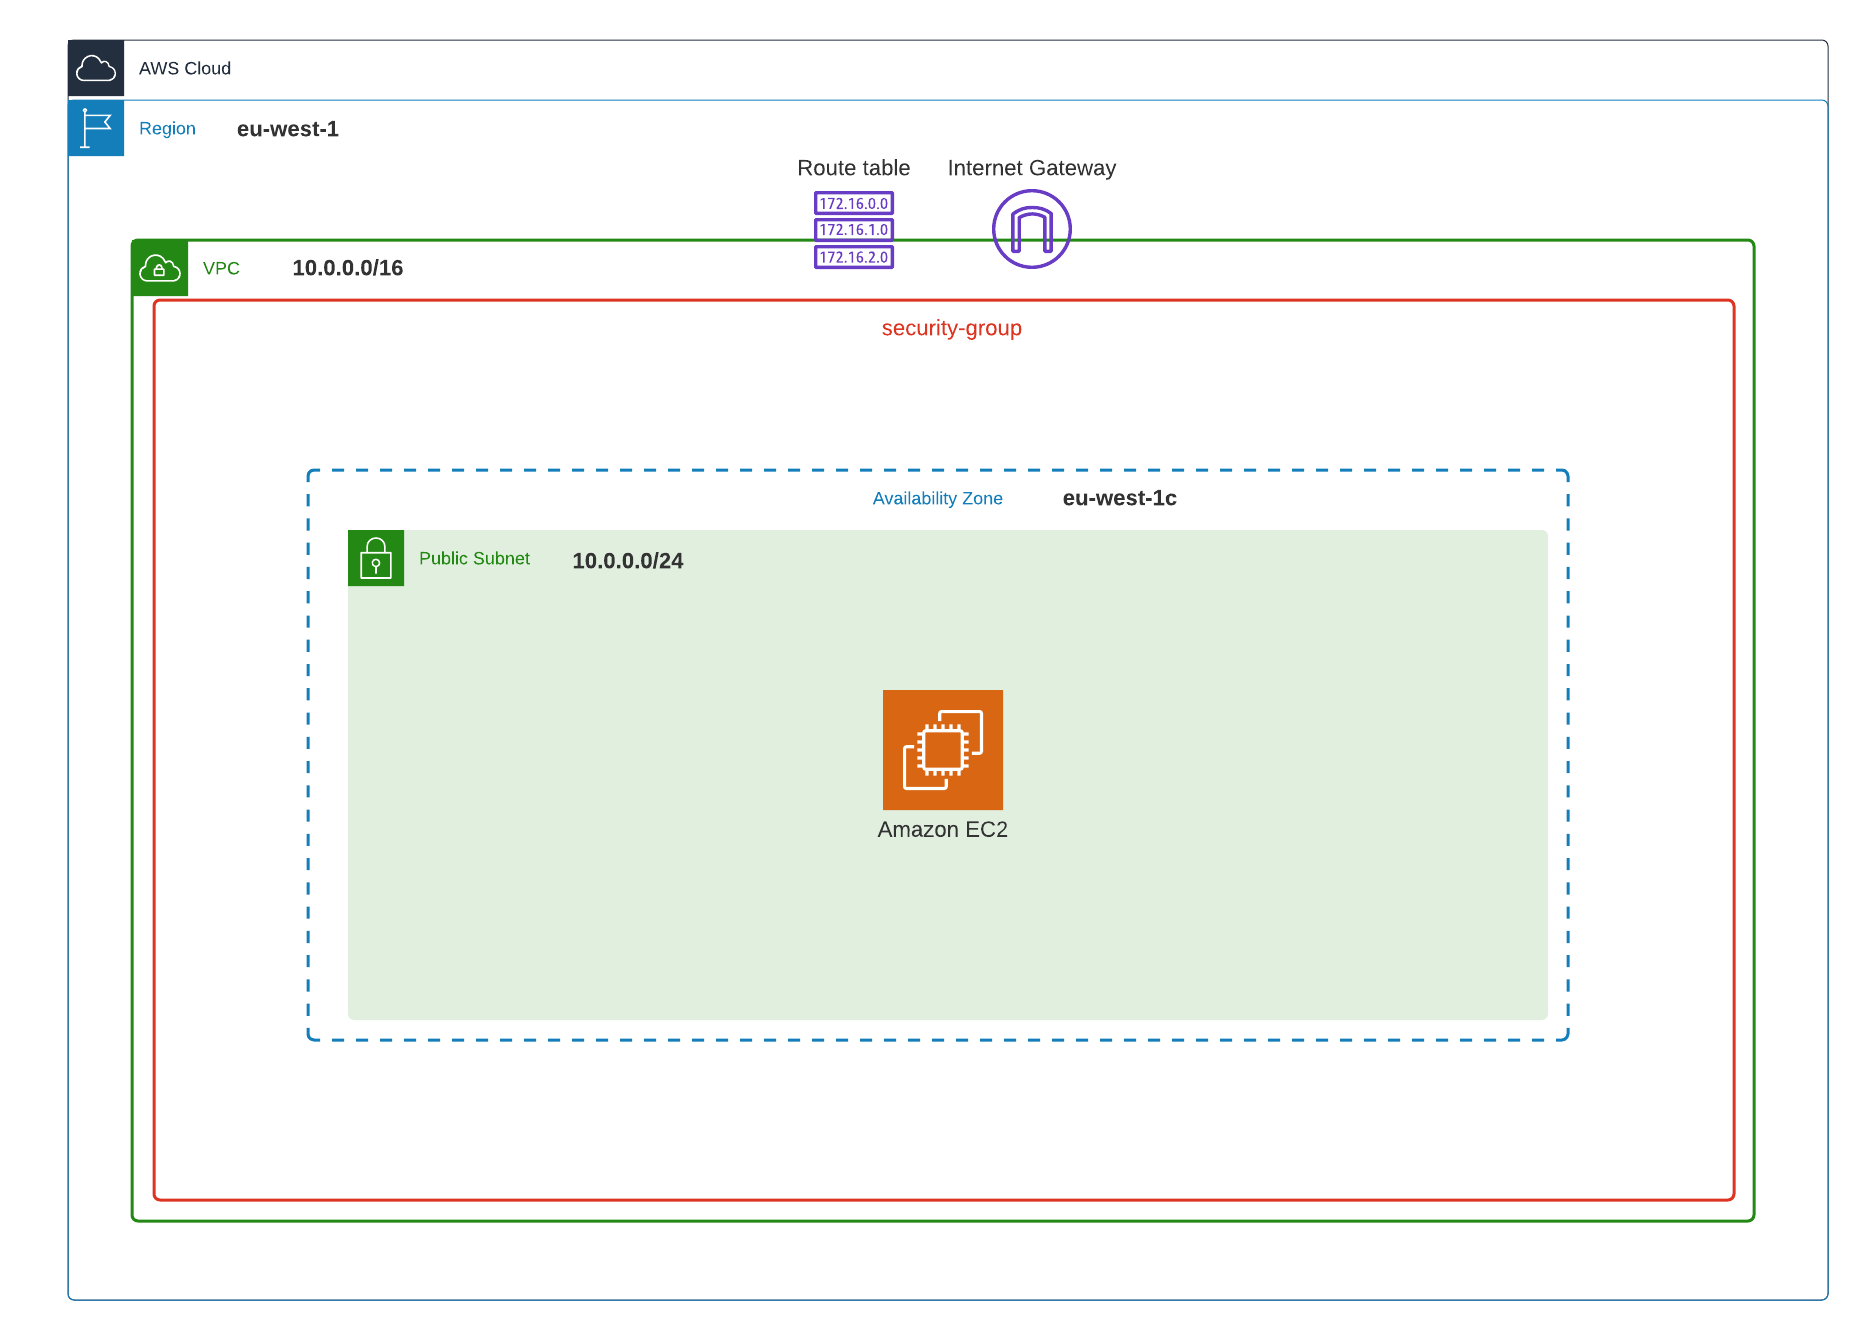 AWS Cloud
Region eu-west-1
Route table Internet Gateway
172.16.0.0
172.16.1.0
172.16.2.0
VPC 10.0.0.0/16
security-group
Availability Zone eu-west-1c
Public Subnet 10.0.0.0/24
Amazon EC2